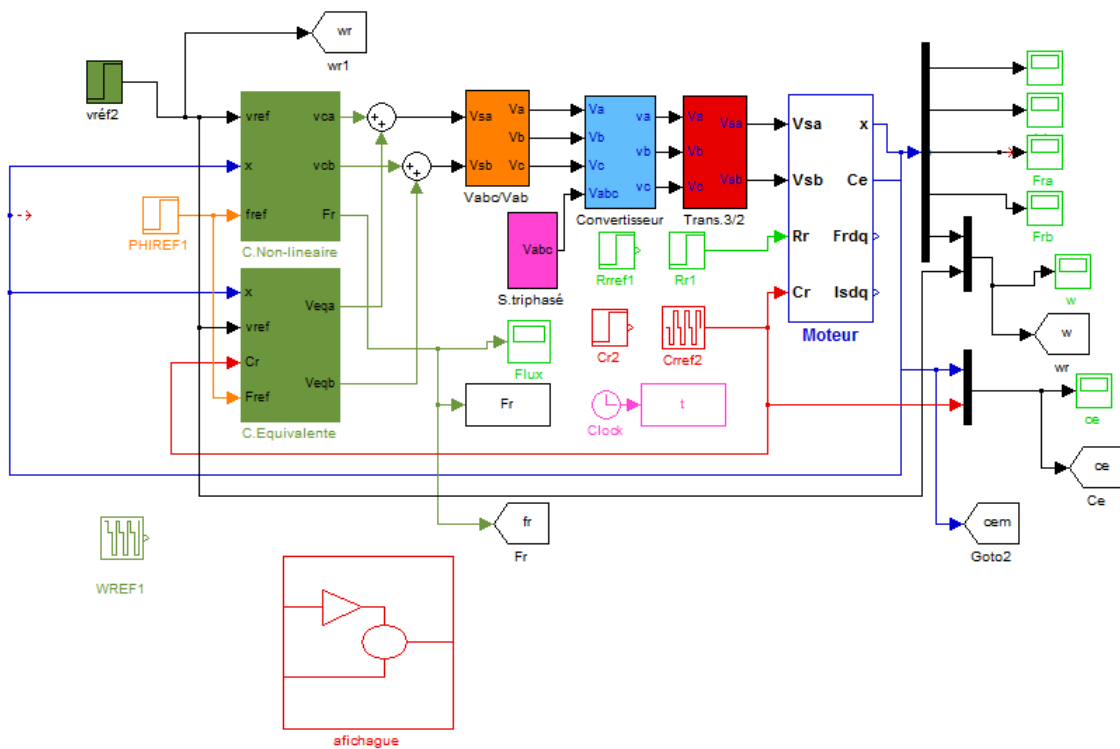 wr
wr1
vréf2
vref
vca
x
vcb
fref
Fr
C.Non-lineaire
PHIREF1
x
vref
Cr
Fref
Veqa
Veqb
C.Equivalente
++
++
Vsa
Vsb
Va
Vb
Vc
Vabc/Vab
Va
Vb
Vc
Vabc
va
vb
vc
Convertisseur
Va
Vb
Vc
Vsa
Vsb
Trans.3/2
Vabc
S.triphasé
Rrref1
Rr1
Cr2
Crref2
Vsa
Vsb
Rr
Cr
x
Ce
Frdq
Isdq
Moteur
Fra
Frb
w
w
wr
ce
ce
Ce
cem
Goto2
Flux
Fr
Clock
t
fr
Fr
WREF1
afichague